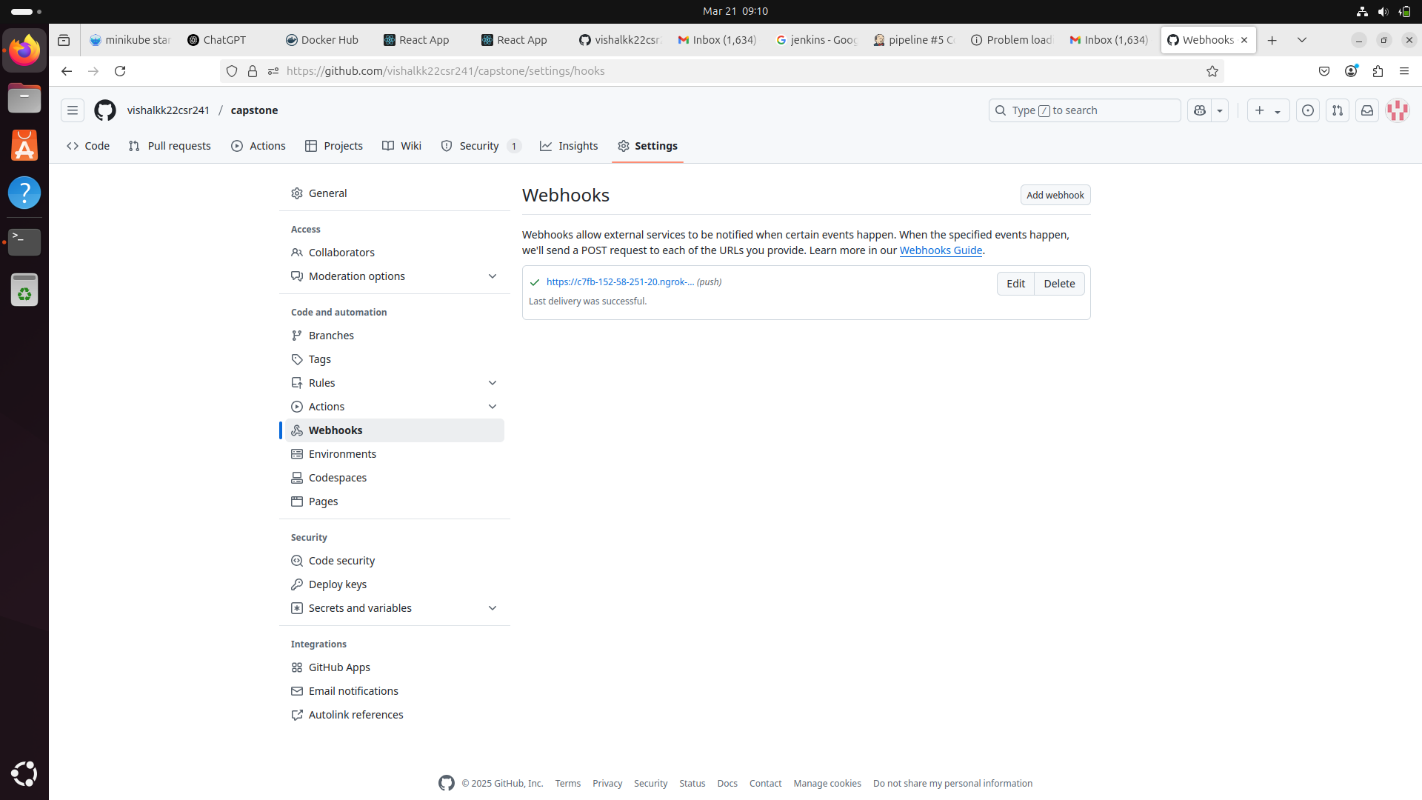 Mar 21 09:10
minikube star
ChatGPT
Docker Hub
React App
React App
vishalkk22csr2
Inbox (1,634)
jenkins - Goog
pipeline #5 C
Problem loadi
Inbox (1,634)
Webhooks
https://github.com/vishalkk22csr241/capstone/settings/hooks
vishalkk22csr241 / capstone
Type / to search
Code
Pull requests
Actions
Projects
Wiki
Security 1
Insights
Settings
General
Access
Collaborators
Moderation options
Code and automation
Branches
Tags
Rules
Actions
Webhooks
Environments
Codespaces
Pages
Security
Code security
Deploy keys
Secrets and variables
Integrations
GitHub Apps
Email notifications
Autolink references
Webhooks
Add webhook
Webhooks allow external services to be notified when certain events happen. When the specified events happen,
we'll send a POST request to each of the URLs you provide. Learn more in our Webhooks Guide.
https://c7fb-152-58-251-20.ngrok-... (push)
Edit
Delete
Last delivery was successful.
© 2025 GitHub, Inc.
Terms
Privacy
Security
Status
Docs
Contact
Manage cookies
Do not share my personal information